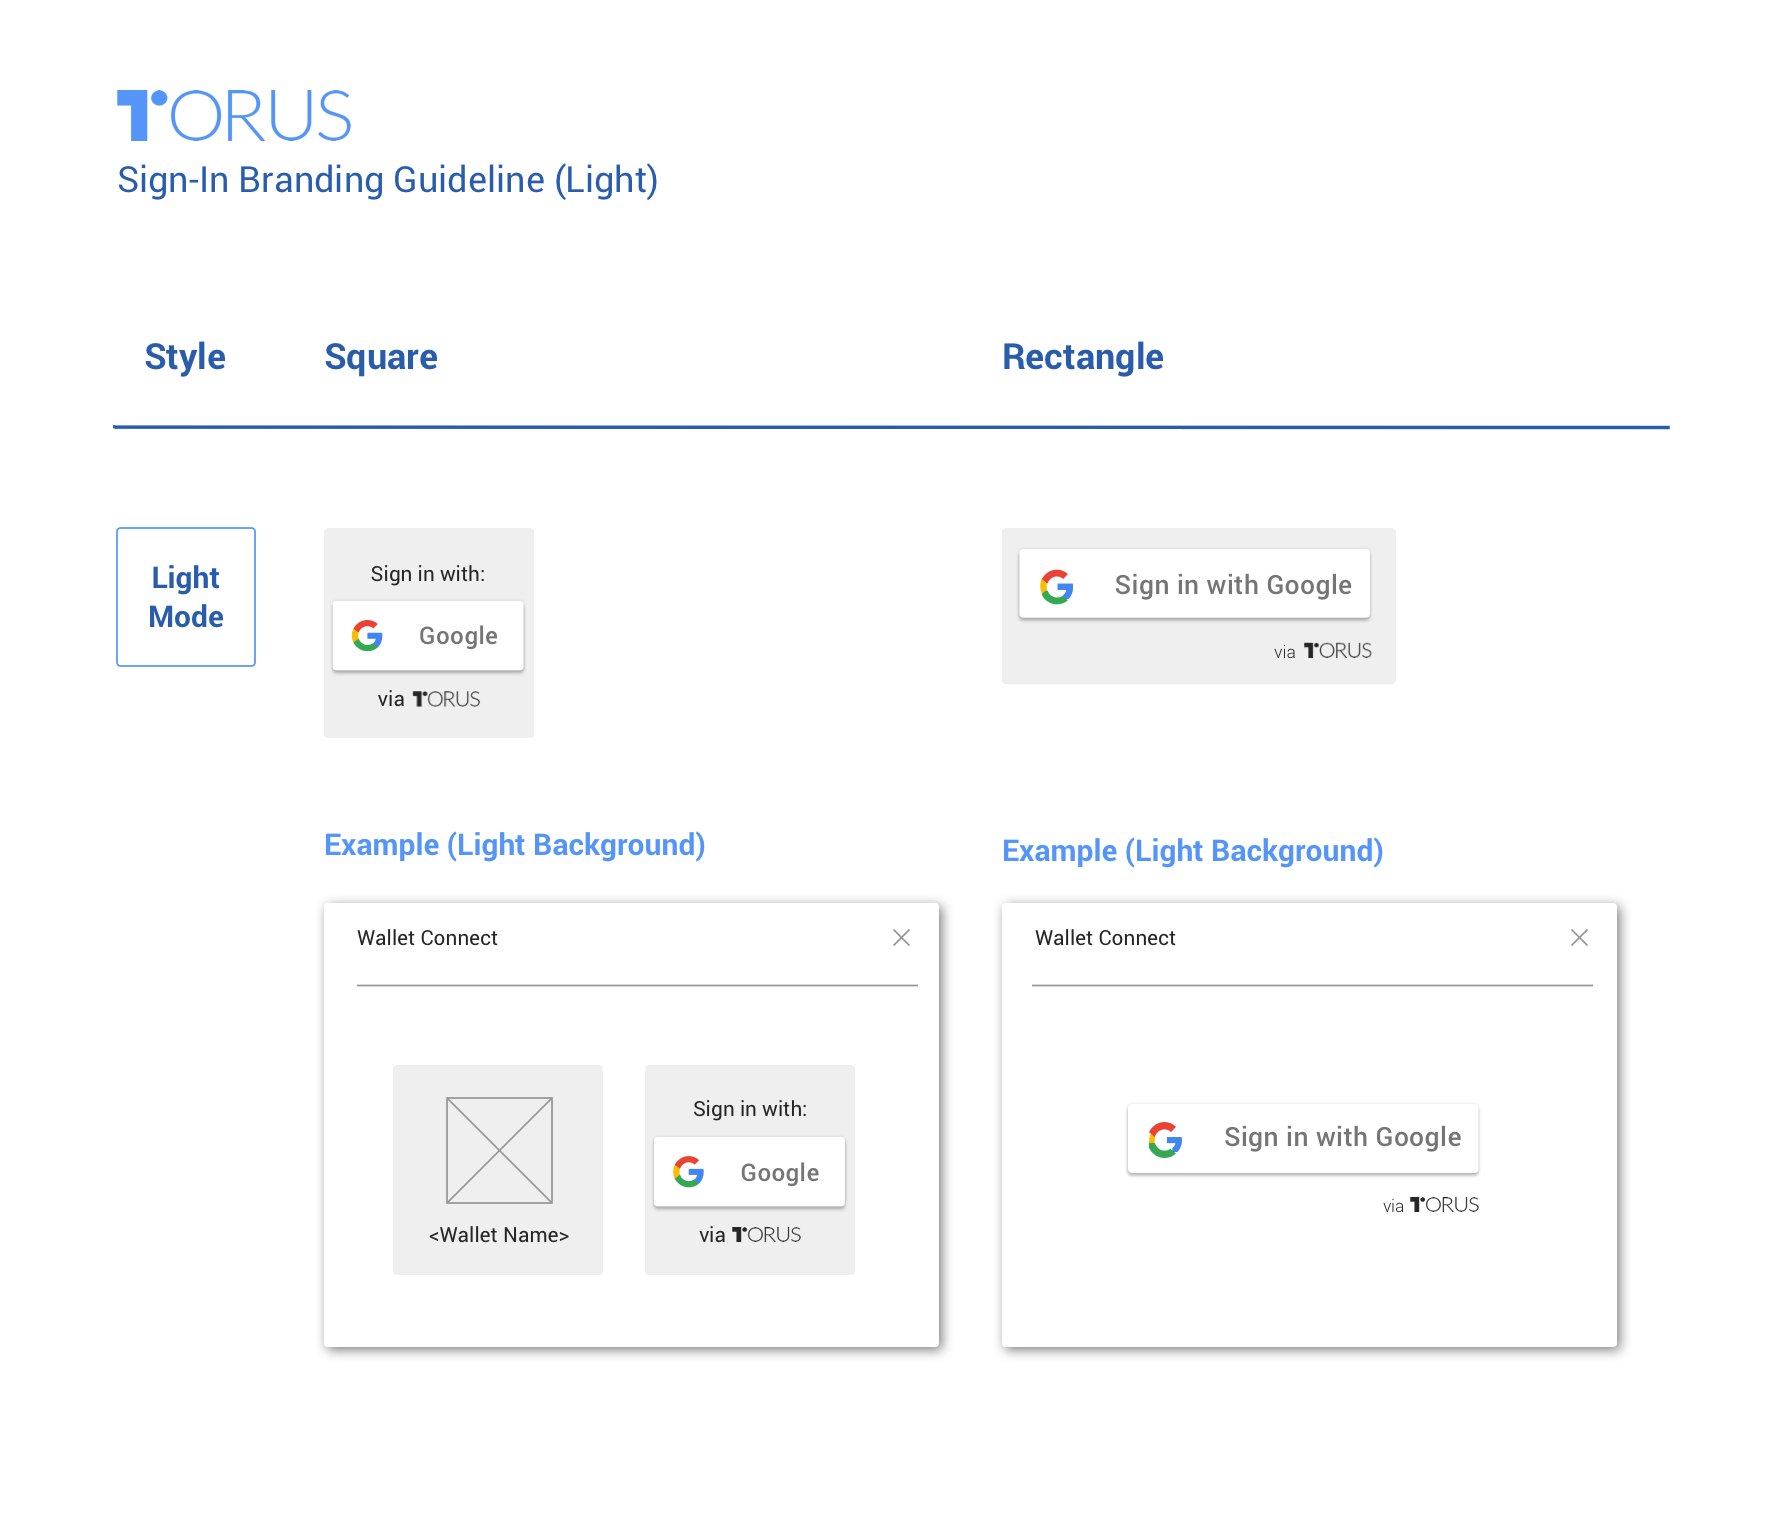 TORUS
Sign-In Branding Guideline (Light)
Style
Square
Rectangle
Light
Mode
Sign in with:
Google
via TORUS
Sign in with Google
via TORUS
Example (Light Background)
Wallet Connect
<Wallet Name>
Sign in with:
Google
via TORUS
Example (Light Background)
Wallet Connect
Sign in with Google
via TORUS